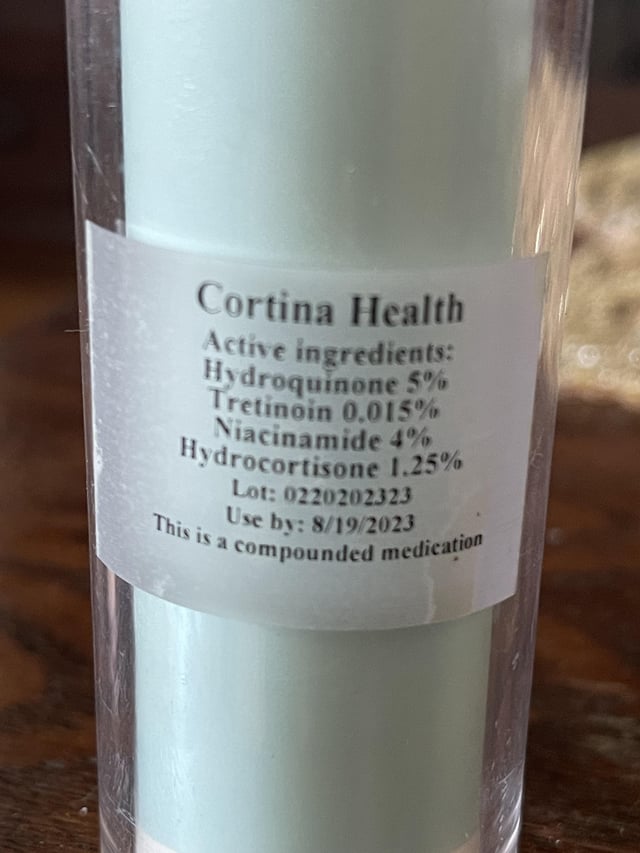 Cortina Health
Active ingredients:
Hydroquinone 5%
Tretinoin 0.015%
Niacinamide 4%
Hydrocortisone 1.25%
Lot: 0220202323
Use by: 8/19/2023
This is a compounded medication